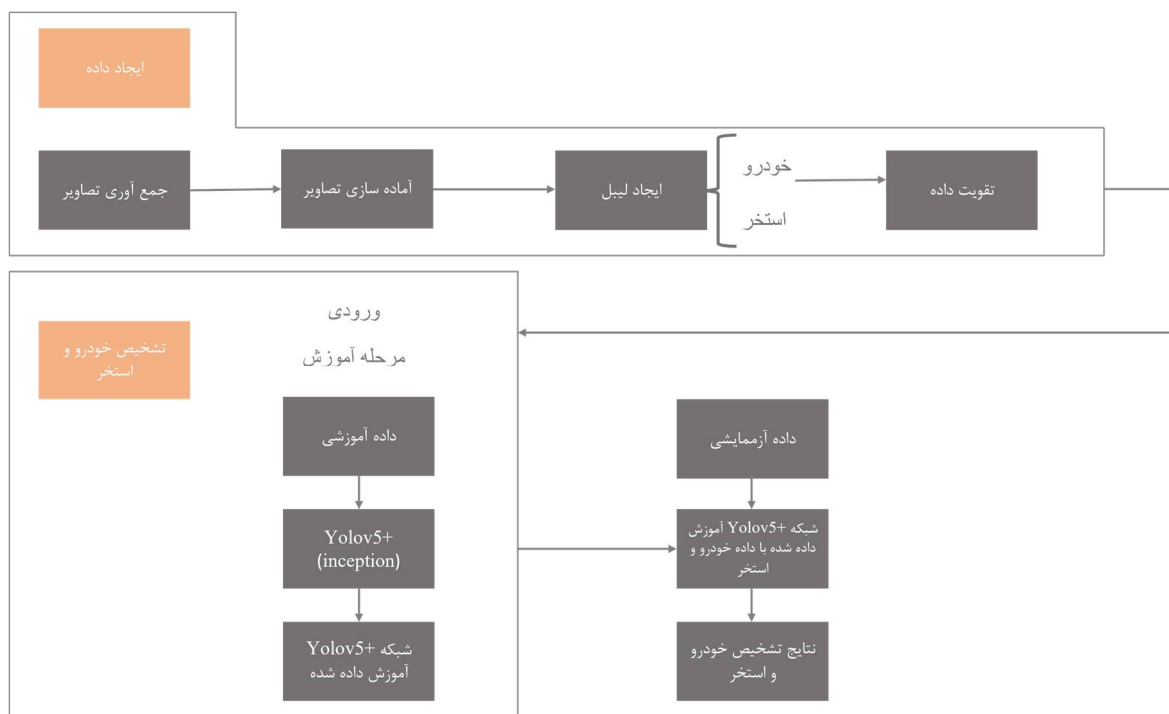 ایجاد داده
جمع آوری تصاویر
آماده سازی تصاویر
ایجاد لیبل
خودرو
استخر
تقویت داده
تشخیص خودرو و
استخر
ورودی
مرحله آموزش
داده آموزشی
Yolov5+
(inception)
شبکه Yolov5+
آموزش داده شده
داده آزممایشی
شبکه Yolov5+ آموزش
داده شده با داده خودرو و
استخر
نتایج تشخیص خودرو
و استخر